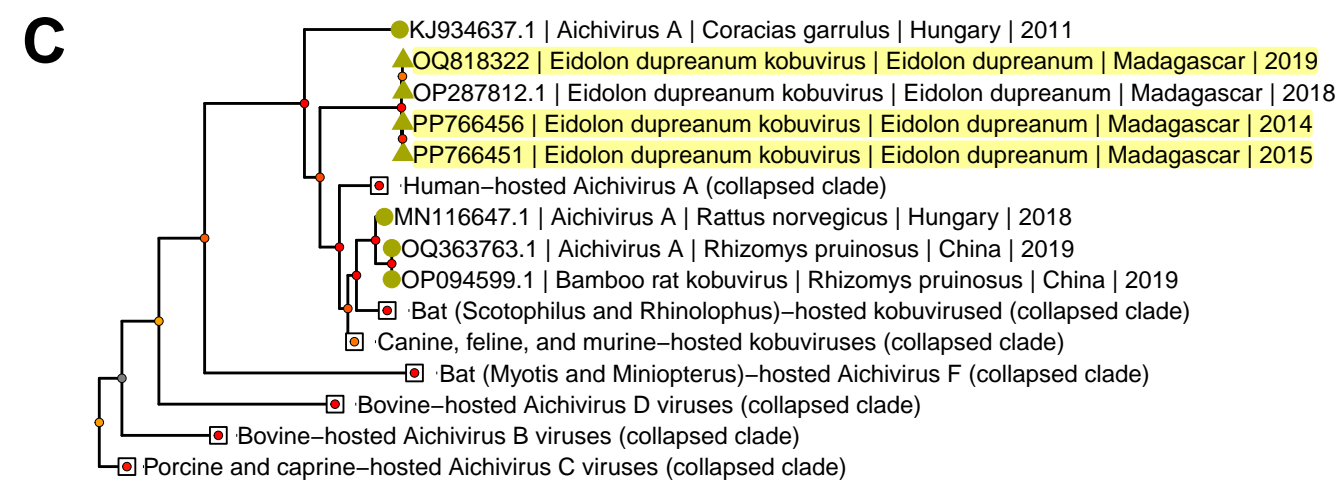 C
KJ934637.1 | Aichivirus A | Coracias garrulus | Hungary | 2011
OQ818322 | Eidolon dupreanum kobuvirus | Eidolon dupreanum | Madagascar | 2019
OP287812.1 | Eidolon dupreanum kobuvirus | Eidolon dupreanum | Madagascar | 2018
PP766456 | Eidolon dupreanum kobuvirus | Eidolon dupreanum | Madagascar | 2014
PP766451 | Eidolon dupreanum kobuvirus | Eidolon dupreanum | Madagascar | 2015
Human−hosted Aichivirus A (collapsed clade)
MN116647.1 | Aichivirus A | Rattus norvegicus | Hungary | 2018
OQ363763.1 | Aichivirus A | Rhizomys pruinosus | China | 2019
OP094599.1 | Bamboo rat kobuvirus | Rhizomys pruinosus | China | 2019
Bat (Scotophilus and Rhinolophus)−hosted kobuvirused (collapsed clade)
Canine, feline, and murine−hosted kobuviruses (collapsed clade)
Bat (Myotis and Miniopterus)−hosted Aichivirus F (collapsed clade)
Bovine−hosted Aichivirus D viruses (collapsed clade)
Bovine−hosted Aichivirus B viruses (collapsed clade)
Porcine and caprine−hosted Aichivirus C viruses (collapsed clade)